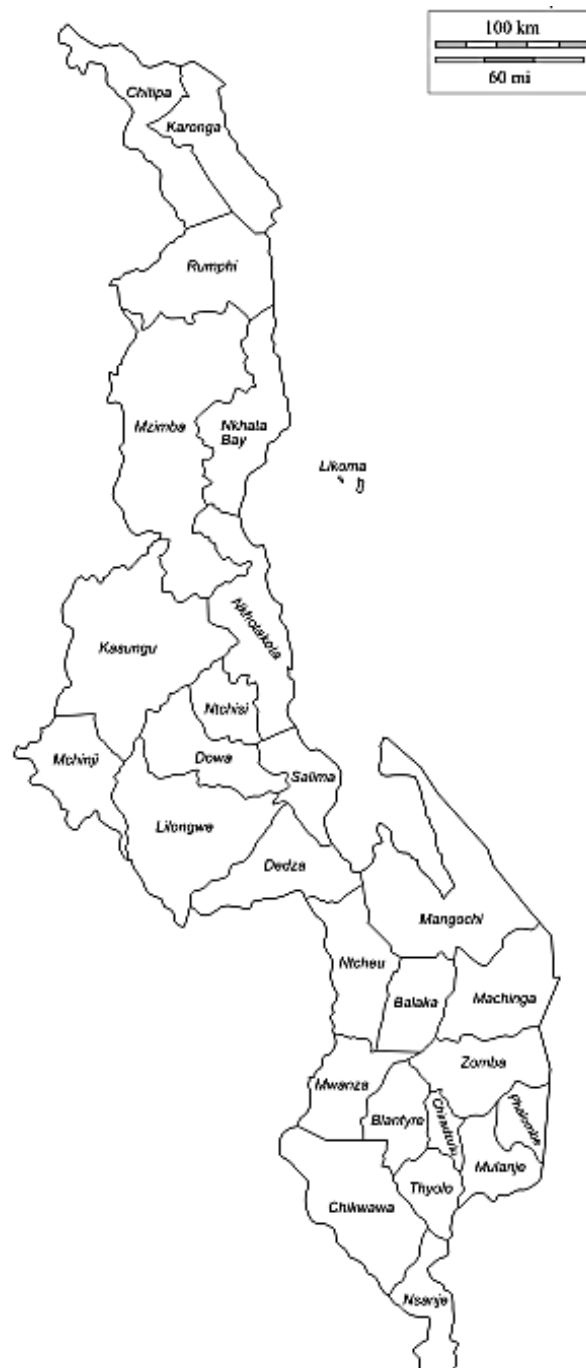 100 km
60 mi
Chitipa
Karonga
Rumphi
Mzimba
Nkhata
Bay
Likoma
Nkhotakota
Kasungu
Ntchisi
Mchinji
Dowa
Salima
Lilongwe
Dedza
Mangochi
Ntcheu
Balaka
Machinga
Zomba
Mwanza
Blantyre
Chiradzulu
Phalombe
Mulanje
Thyolo
Chikwawa
Nsanje